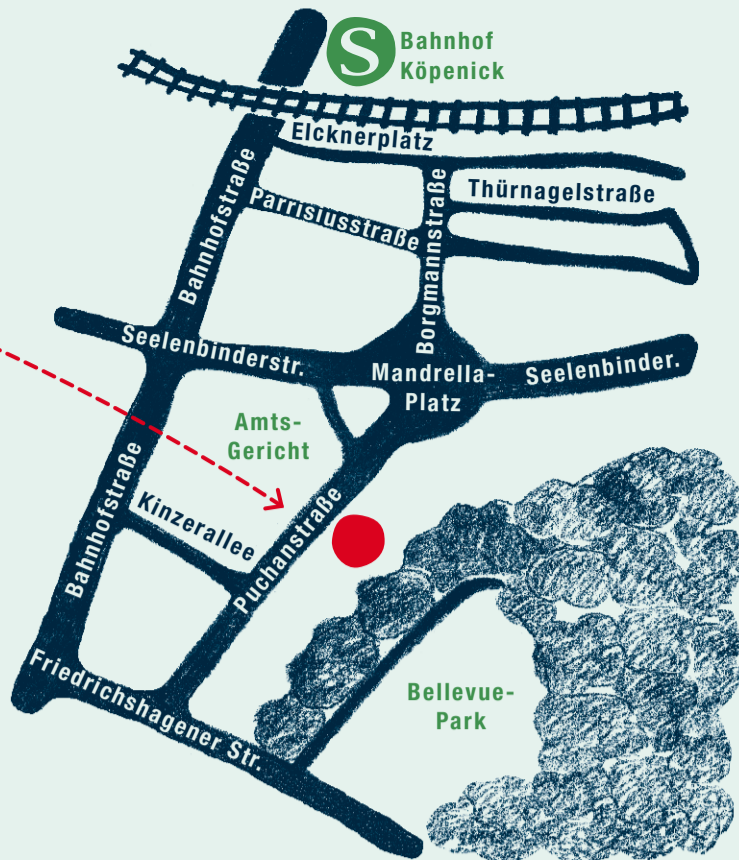 S
Bahnhof
Köpenick
Elcknerplatz
Thürnagelstraße
Parrisiusstraße
Bahnhofstraße
Borgmannstraße
Seelenbinderstr.
Mandrella-
Platz
Seelenbinder.
Amts-
Gericht
Bahnhofstraße
Kinzerallee
Puchanstraße
Friedrichshagener Str.
Bellevue-
Park